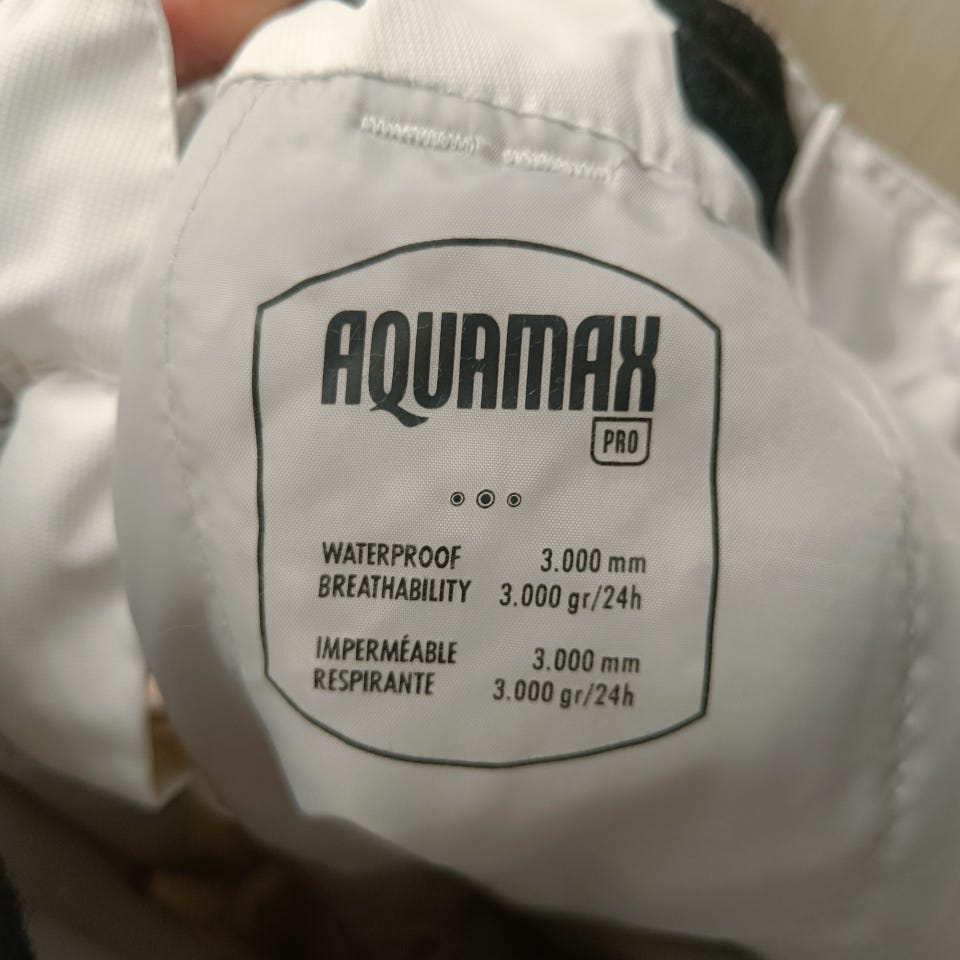 AQUAMAX
PRO
WATERPROOF 3.000 mm
BREATHABILITY 3.000 gr/24h
IMPERMÉABLE 3.000 mm
RESPIRANTE 3.000 gr/24h